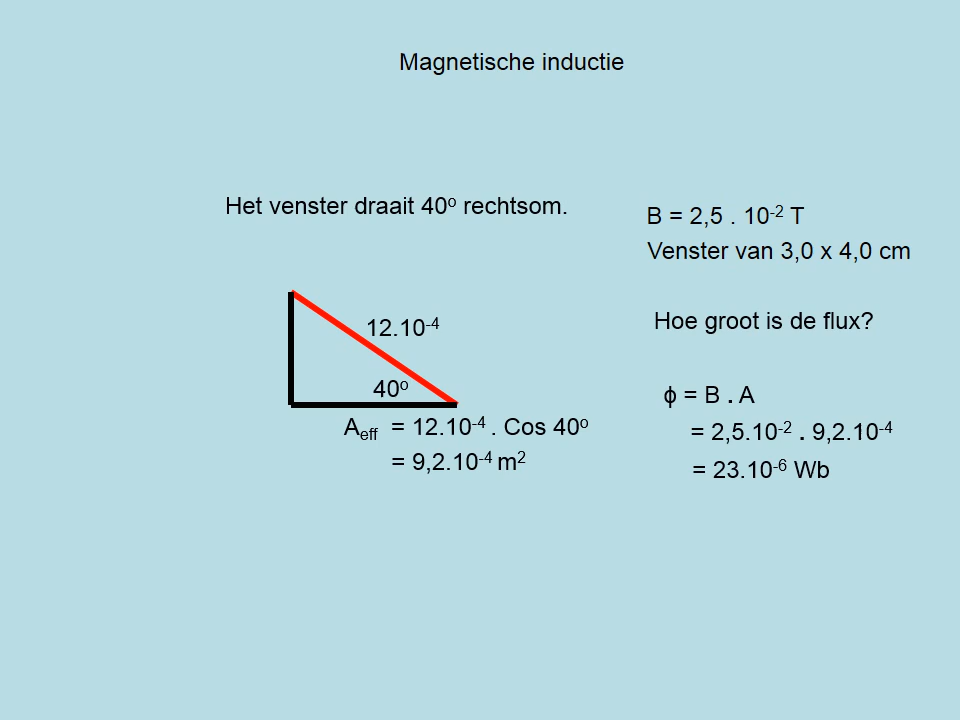 Magnetische inductie
Het venster draait 40º rechtsom.
12.10⁻⁴
40º
A_eff = 12.10⁻⁴ . Cos 40º
= 9,2.10⁻⁴ m²
B = 2,5 . 10⁻² T
Venster van 3,0 x 4,0 cm
Hoe groot is de flux?
ϕ = B . A
= 2,5.10⁻² . 9,2.10⁻⁴
= 23.10⁻⁶ Wb